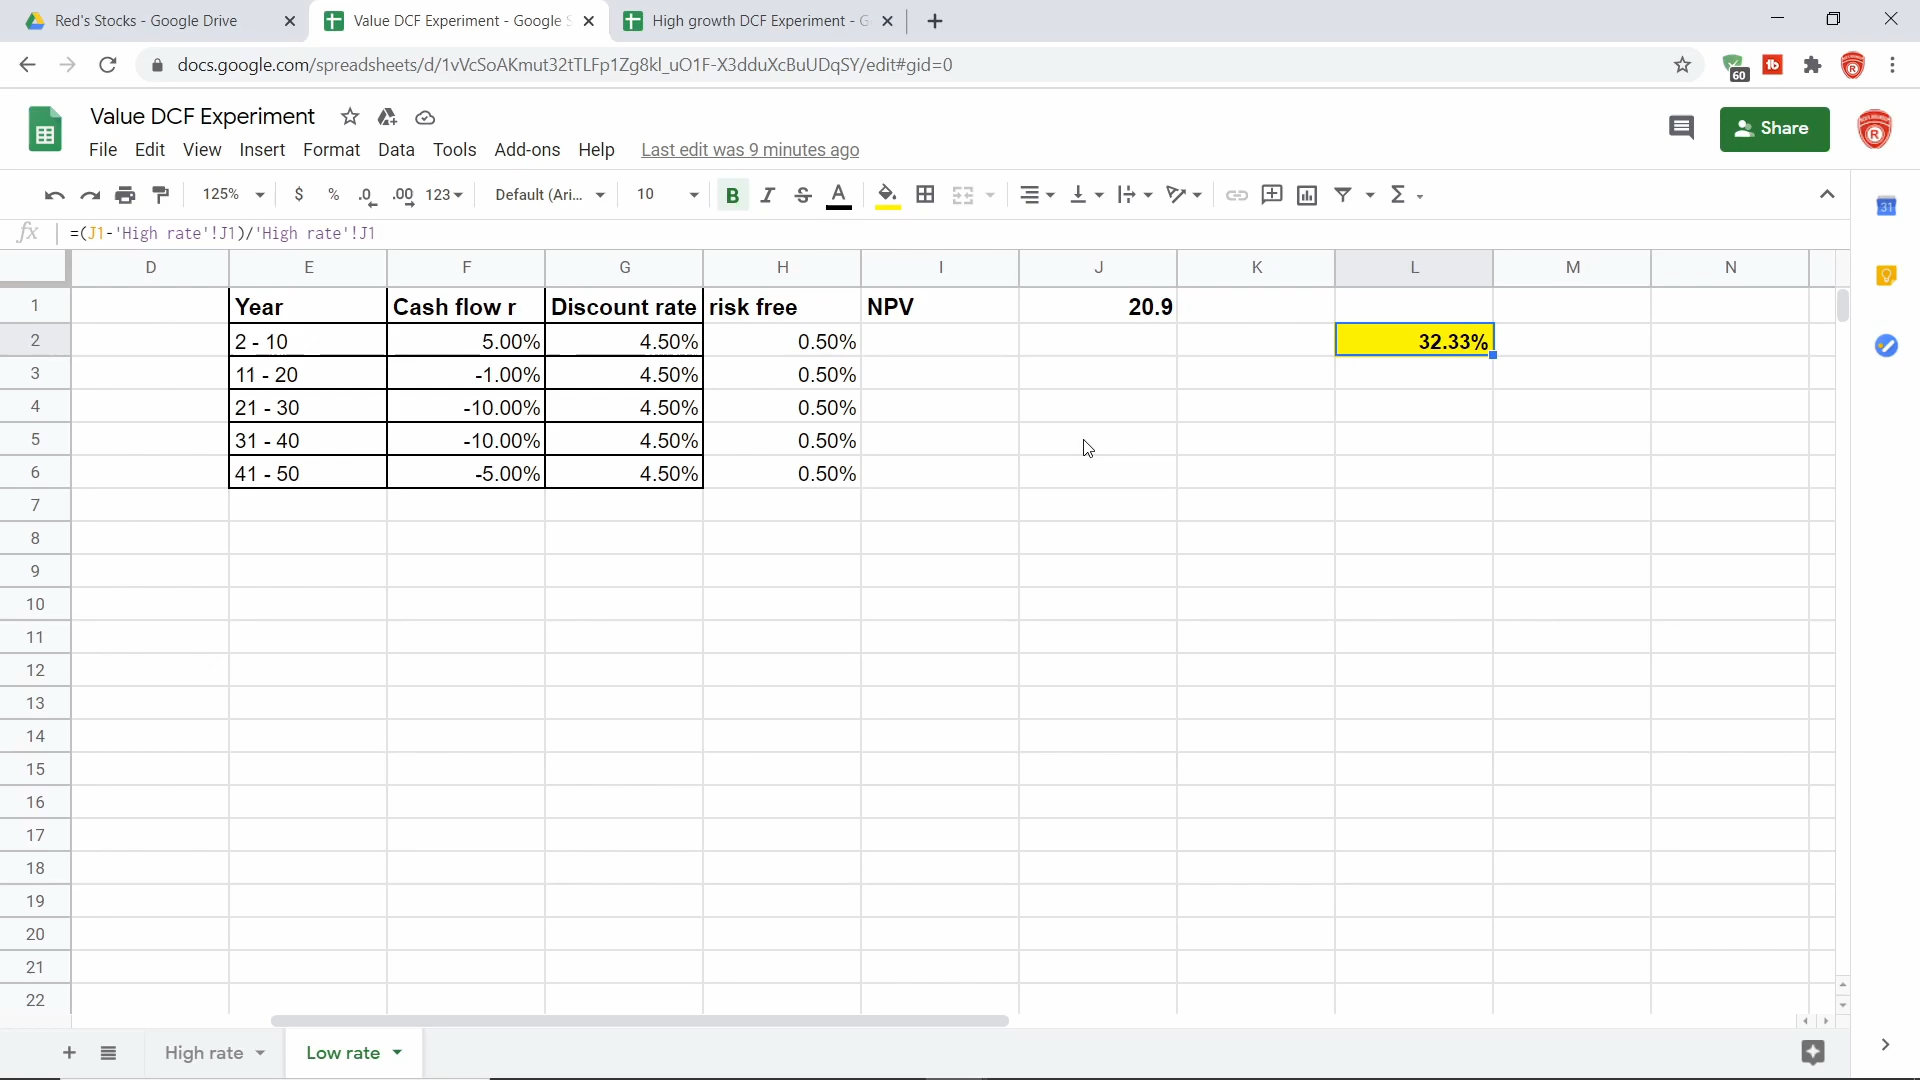 Red's Stocks - Google Drive
Value DCF Experiment - Google S
High growth DCF Experiment - G
docs.google.com/spreadsheets/d/1vVcSoAKmut32tTLFp1Zg8kl_uO1F-X3dduXcBuUDqSY/edit#gid=0
60
Value DCF Experiment
File Edit View Insert Format Data Tools Add-ons Help Last edit was 9 minutes ago
Share
125% $ % .0 .00 123 Default (Ari... 10 B I S A Σ
31
fx =(J1-'High rate'!J1)/'High rate'!J1
D E F G H I J K L M N
1 Year Cash flow r Discount rate risk free NPV 20.9
2 2 - 10 5.00% 4.50% 0.50% 32.33%
3 11 - 20 -1.00% 4.50% 0.50%
4 21 - 30 -10.00% 4.50% 0.50%
5 31 - 40 -10.00% 4.50% 0.50%
6 41 - 50 -5.00% 4.50% 0.50%
7
8
9
10
11
12
13
14
15
16
17
18
19
20
21
22
High rate Low rate